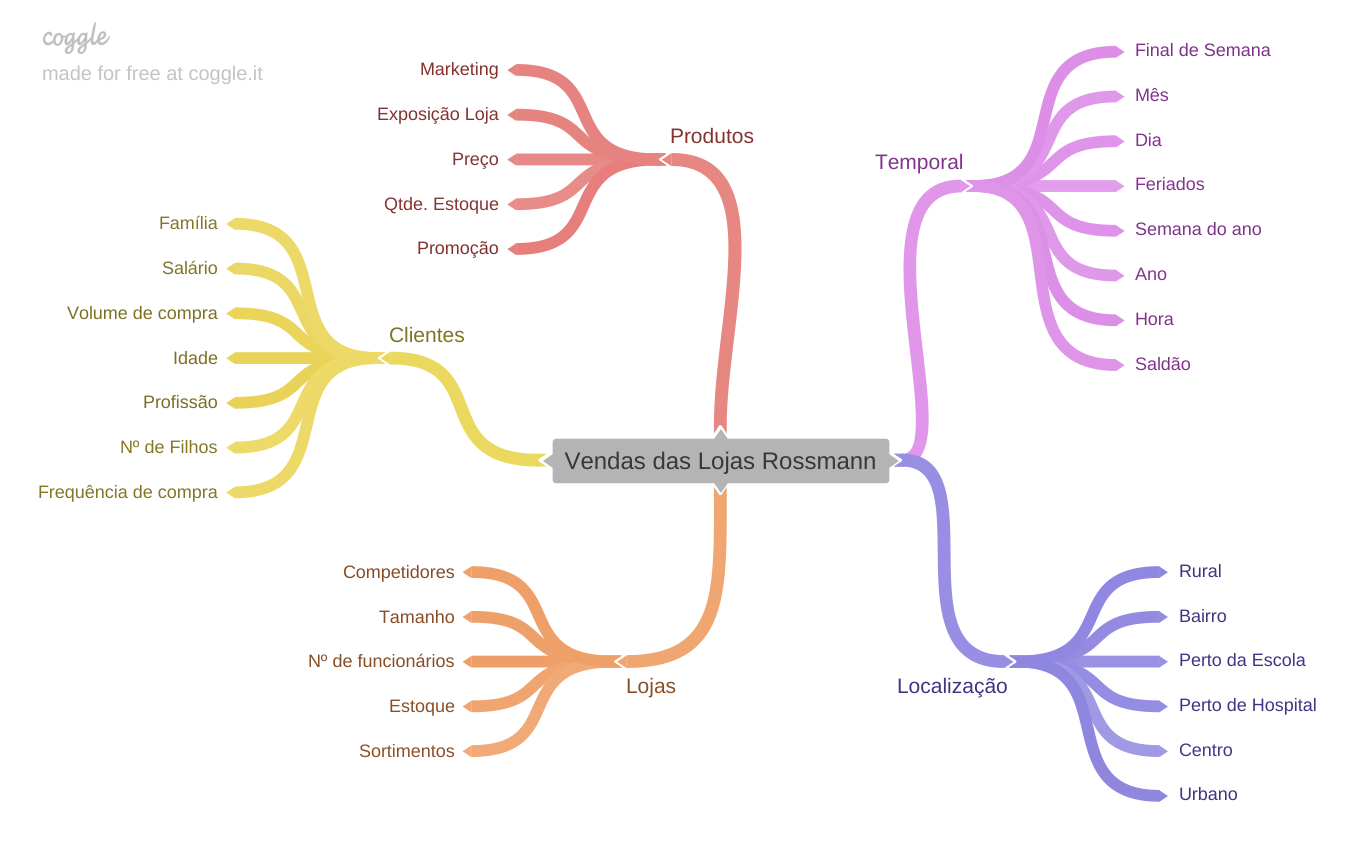 coggle
made for free at coggle.it
Produtos
Marketing
Exposição Loja
Preço
Qtde. Estoque
Promoção
Clientes
Família
Salário
Volume de compra
Idade
Profissão
Nº de Filhos
Frequência de compra
Vendas das Lojas Rossmann
Lojas
Competidores
Tamanho
Nº de funcionários
Estoque
Sortimentos
Temporal
Final de Semana
Mês
Dia
Feriados
Semana do ano
Ano
Hora
Saldão
Localização
Rural
Bairro
Perto da Escola
Perto de Hospital
Centro
Urbano